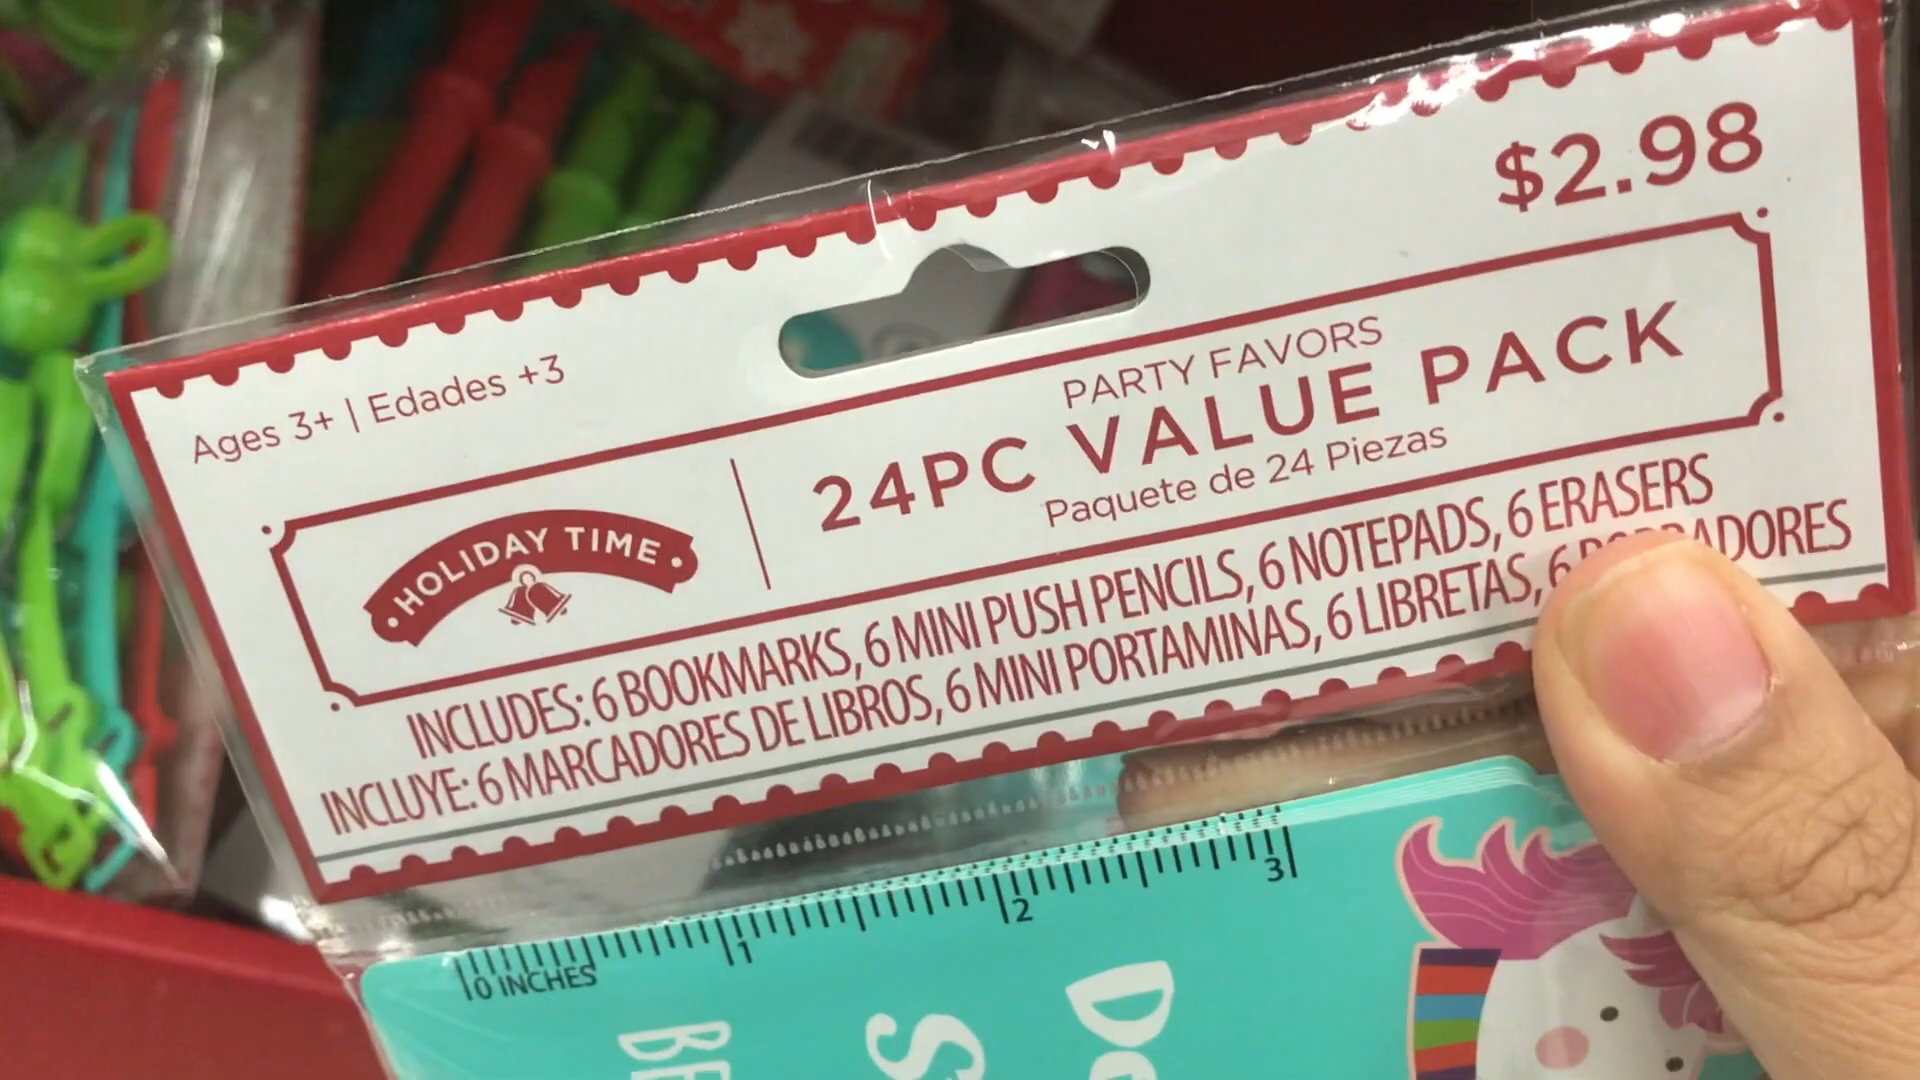 $2.98
Ages 3+ | Edades +3
PARTY FAVORS
24PC VALUE PACK
Paquete de 24 Piezas
HOLIDAY TIME
INCLUDES: 6 BOOKMARKS, 6 MINI PUSH PENCILS, 6 NOTEPADS, 6 ERASERS
INCLUYE: 6 MARCADORES DE LIBROS, 6 MINI PORTAMINAS, 6 LIBRETAS, 6
0 INCHES 1 2 3